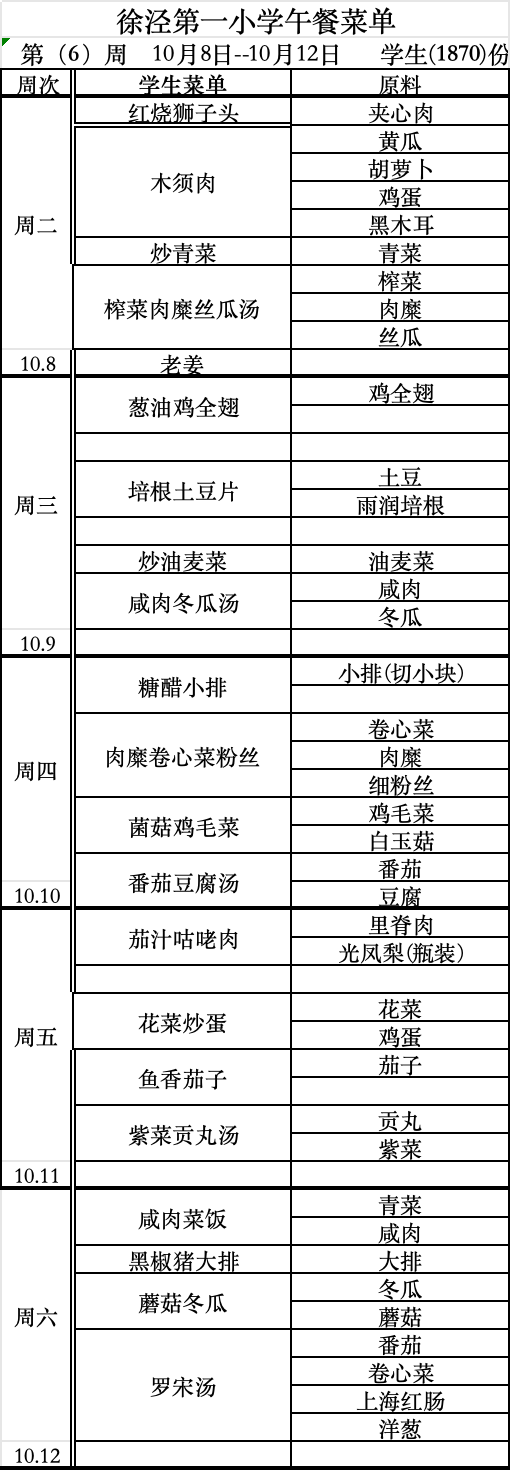 徐泾第一小学午餐菜单
第（6）周 10月8日--10月12日 学生(1870)份
周次 学生菜单 原料
红烧狮子头 夹心肉
黄瓜
胡萝卜
木须肉
鸡蛋
黑木耳
周二
炒青菜 青菜
榨菜
榨菜肉糜丝瓜汤 肉糜
丝瓜
10.8 老姜
葱油鸡全翅 鸡全翅
培根土豆片 土豆
周三 雨润培根
炒油麦菜 油麦菜
咸肉冬瓜汤 咸肉
冬瓜
10.9
糖醋小排 小排(切小块)
卷心菜
肉糜卷心菜粉丝 肉糜
周四
细粉丝
菌菇鸡毛菜 鸡毛菜
白玉菇
番茄豆腐汤 番茄
10.10 豆腐
茄汁咕咾肉 里脊肉
光凤梨(瓶装)
花菜炒蛋 花菜
周五 鸡蛋
鱼香茄子 茄子
紫菜贡丸汤 贡丸
紫菜
10.11
咸肉菜饭 青菜
咸肉
黑椒猪大排 大排
蘑菇冬瓜 冬瓜
周六 蘑菇
番茄
罗宋汤 卷心菜
上海红肠
洋葱
10.12